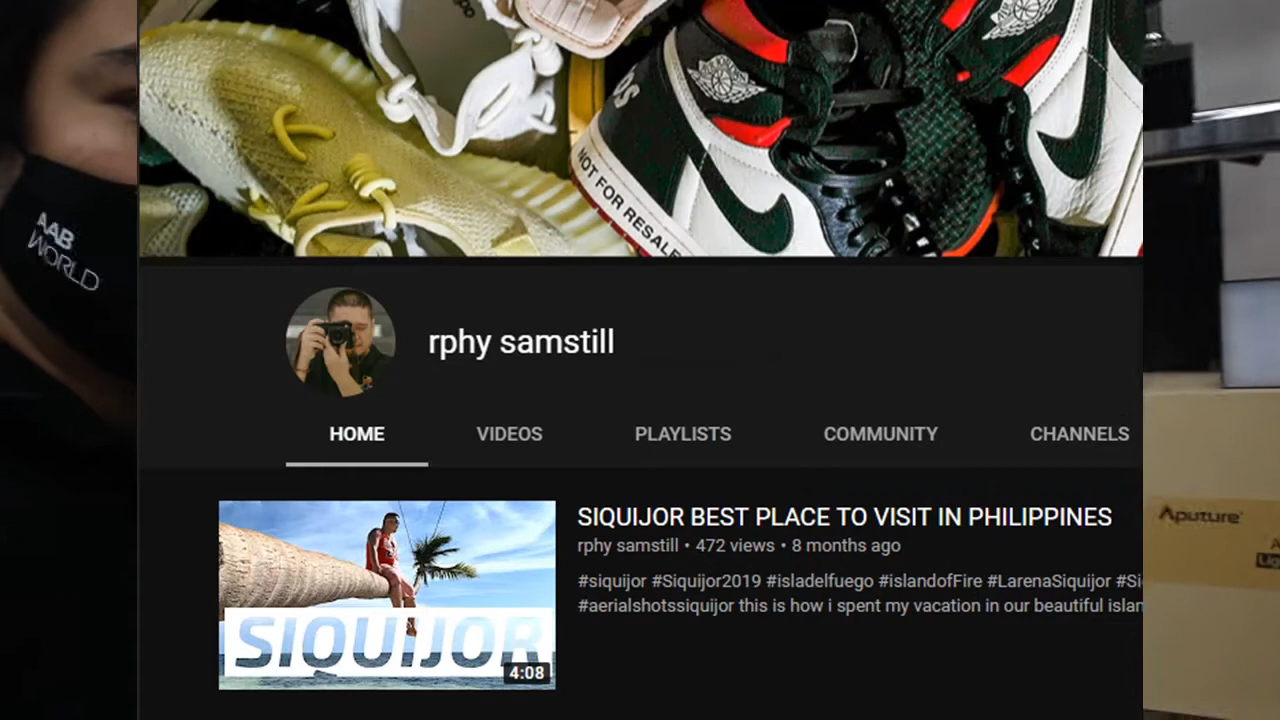 NOT FOR RESALE
AAB
WORLD
rphy samstill
HOME
VIDEOS
PLAYLISTS
COMMUNITY
CHANNELS
SIQUIJOR BEST PLACE TO VISIT IN PHILIPPINES
rphy samstill • 472 views • 8 months ago
#siquijor #Siquijor2019 #isladelfuego #islandofFire #LarenaSiquijor #Si
#aerialshotssiquijor this is how i spent my vacation in our beautiful islan
SIQUIJOR
4:08
Aputure